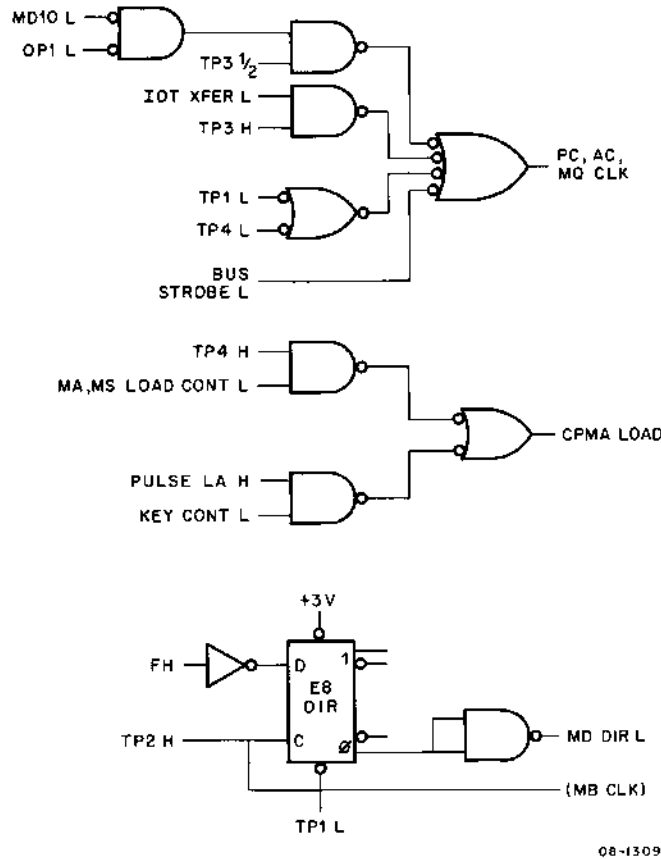 MD10 L
OP1 L
TP3 ½
IOT XFER L
TP3 H
PC, AC,
MQ CLK
TP1 L
TP4 L
BUS
STROBE L
TP4 H
MA,MS LOAD CONT L
CPMA LOAD
PULSE LA H
KEY CONT L
+3V
1
FH
D
E8
DIR
TP2 H
C
Ø
MD DIR L
(MB CLK)
TP1 L
08-1309